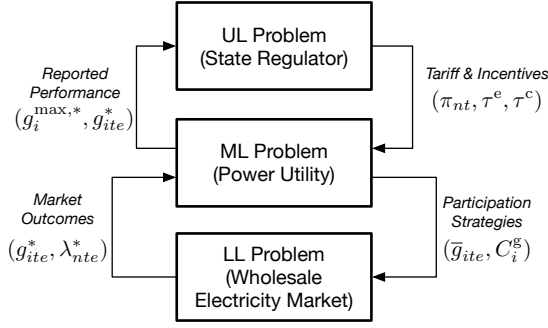 UL Problem
(State Regulator)
Reported
Performance
(g_i^{max,*}, g_{ite}^*)
Tariff & Incentives
(π_{nt}, τ^e, τ^c)
ML Problem
(Power Utility)
Market
Outcomes
(g_{ite}^*, λ_{nte}^*)
Participation
Strategies
(\overline{g}_{ite}, C_i^g)
LL Problem
(Wholesale
Electricity Market)